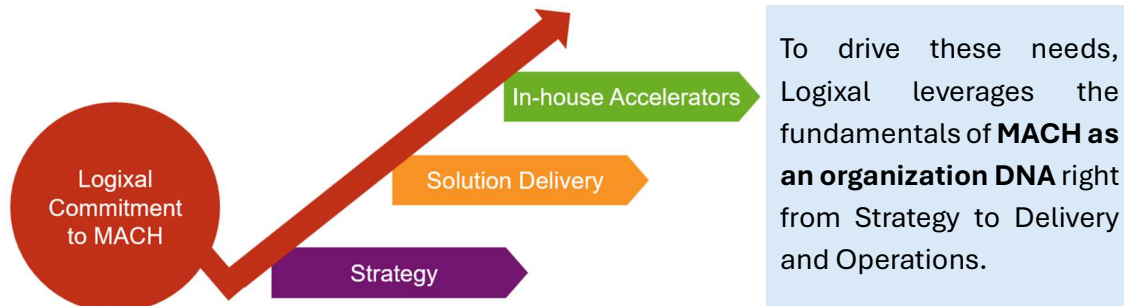 Logixal
Commitment
to MACH
In-house Accelerators
Solution Delivery
Strategy
To drive these needs,
Logixal leverages the
fundamentals of MACH as
an organization DNA right
from Strategy to Delivery
and Operations.